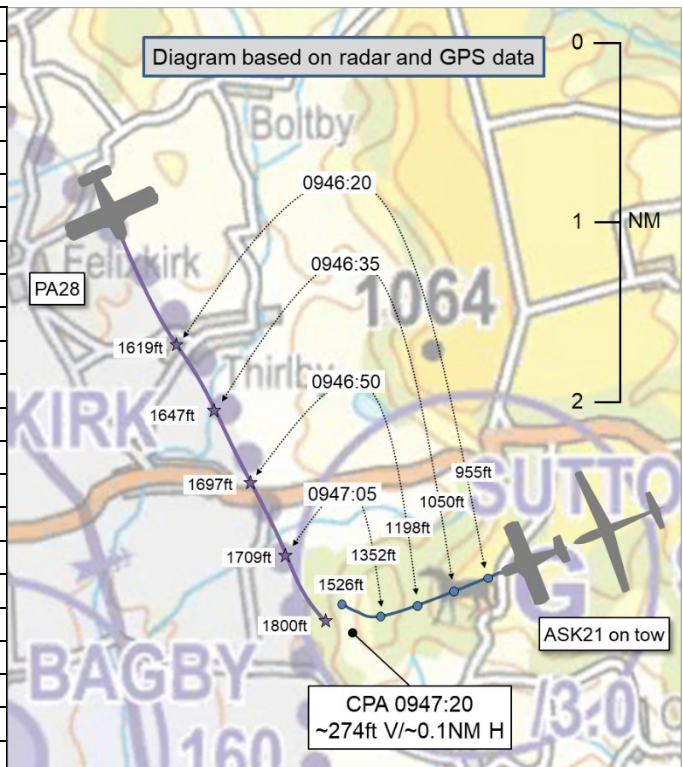 Diagram based on radar and GPS data
0
Boltby
0946:20
1
NM
Felixkirk
PA28
0946:35
1064
1619ft
Thirlby
0946:50
2
1647ft
KIRK
955ft
1697ft
SUTTO
0947:05
1050ft
1198ft
1709ft
1352ft
1526ft
G
1800ft
ASK21 on tow
BAGBY
CPA 0947:20
~274ft V/~0.1NM H
/3.0
160